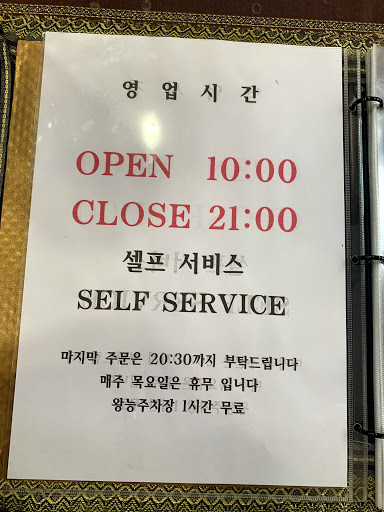 영 업 시 간
OPEN 10:00
CLOSE 21:00
셀프 서비스
SELF SERVICE
마지막 주문은 20:30까지 부탁드립니다
매주 목요일은 휴무 입니다
왕능주차장 1시간 무료